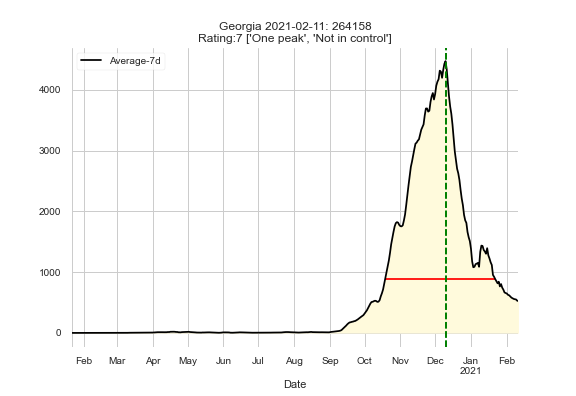 Georgia 2021-02-11: 264158
Rating:7 ['One peak', 'Not in control']
Average-7d
4000
3000
2000
1000
0
Feb Mar Apr May Jun Jul Aug Sep Oct Nov Dec Jan Feb
2021
Date